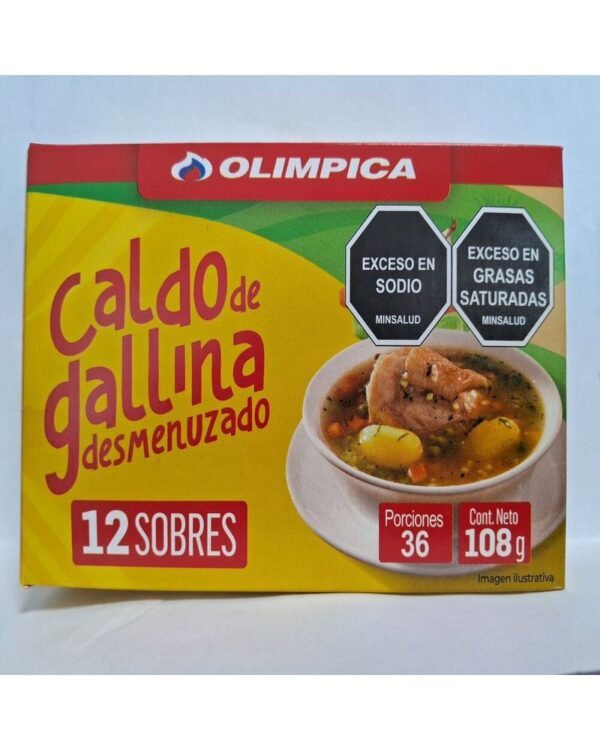 OLIMPICA
EXCESO EN
SODIO
MINSALUD
EXCESO EN
GRASAS
SATURADAS
MINSALUD
Caldo de
gallina
desmenuzado
12 SOBRES
Porciones
36
Cont. Neto
108 g
Imagen ilustrativa